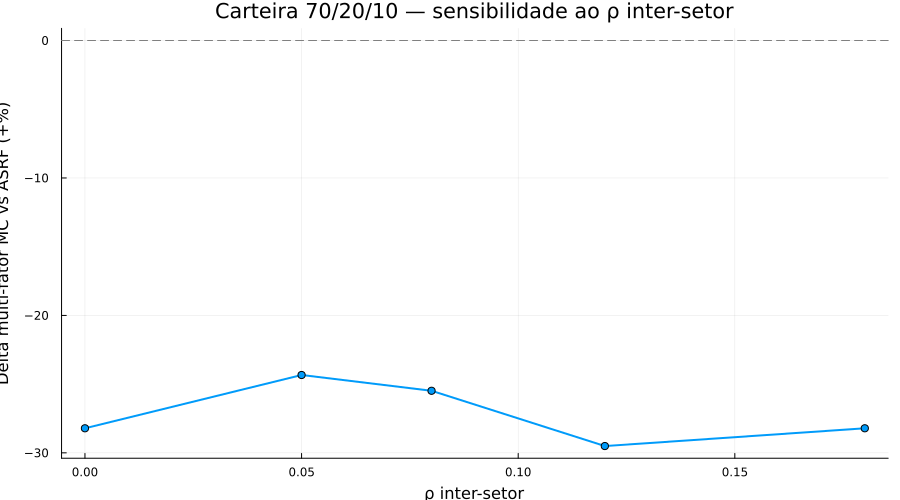 Carteira 70/20/10 — sensibilidade ao ρ inter-setor
Delta multi-fator MC vs ASRF (+%)
0
−10
−20
−30
0.00
0.05
0.10
0.15
ρ inter-setor